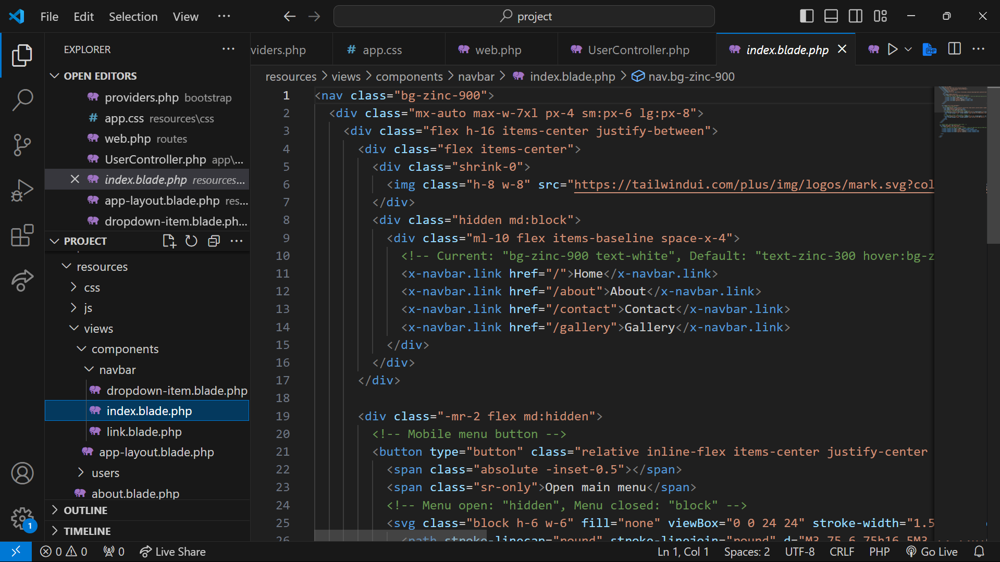 File Edit Selection View ···
project
EXPLORER
OPEN EDITORS
providers.php bootstrap
# app.css resources\css
web.php routes
UserController.php app\...
index.blade.php resources...
app-layout.blade.php res...
dropdown-item.blade.ph...
PROJECT
resources
css
js
views
components
navbar
dropdown-item.blade.php
index.blade.php
link.blade.php
app-layout.blade.php
users
about.blade.php
OUTLINE
TIMELINE
1
viders.php # app.css web.php UserController.php index.blade.php
resources > views > components > navbar > index.blade.php > nav.bg-zinc-900
1 <nav class="bg-zinc-900">
2 <div class="mx-auto max-w-7xl px-4 sm:px-6 lg:px-8">
3 <div class="flex h-16 items-center justify-between">
4 <div class="flex items-center">
5 <div class="shrink-0">
6 <img class="h-8 w-8" src="https://tailwindui.com/plus/img/logos/mark.svg?col
7 </div>
8 <div class="hidden md:block">
9 <div class="ml-10 flex items-baseline space-x-4">
10 <!-- Current: "bg-zinc-900 text-white", Default: "text-zinc-300 hover:bg-z
11 <x-navbar.link href="/">Home</x-navbar.link>
12 <x-navbar.link href="/about">About</x-navbar.link>
13 <x-navbar.link href="/contact">Contact</x-navbar.link>
14 <x-navbar.link href="/gallery">Gallery</x-navbar.link>
15 </div>
16 </div>
17 </div>
18
19 <div class="-mr-2 flex md:hidden">
20 <!-- Mobile menu button -->
21 <button type="button" class="relative inline-flex items-center justify-center
22 <span class="absolute -inset-0.5"></span>
23 <span class="sr-only">Open main menu</span>
24 <!-- Menu open: "hidden", Menu closed: "block" -->
25 <svg class="block h-6 w-6" fill="none" viewBox="0 0 24 24" stroke-width="1.5
26 <path stroke-linecap="round" stroke-linejoin="round" d="M3.75 6.75h16.5M3
0 0 0 Live Share Ln 1, Col 1 Spaces: 2 UTF-8 CRLF PHP Go Live